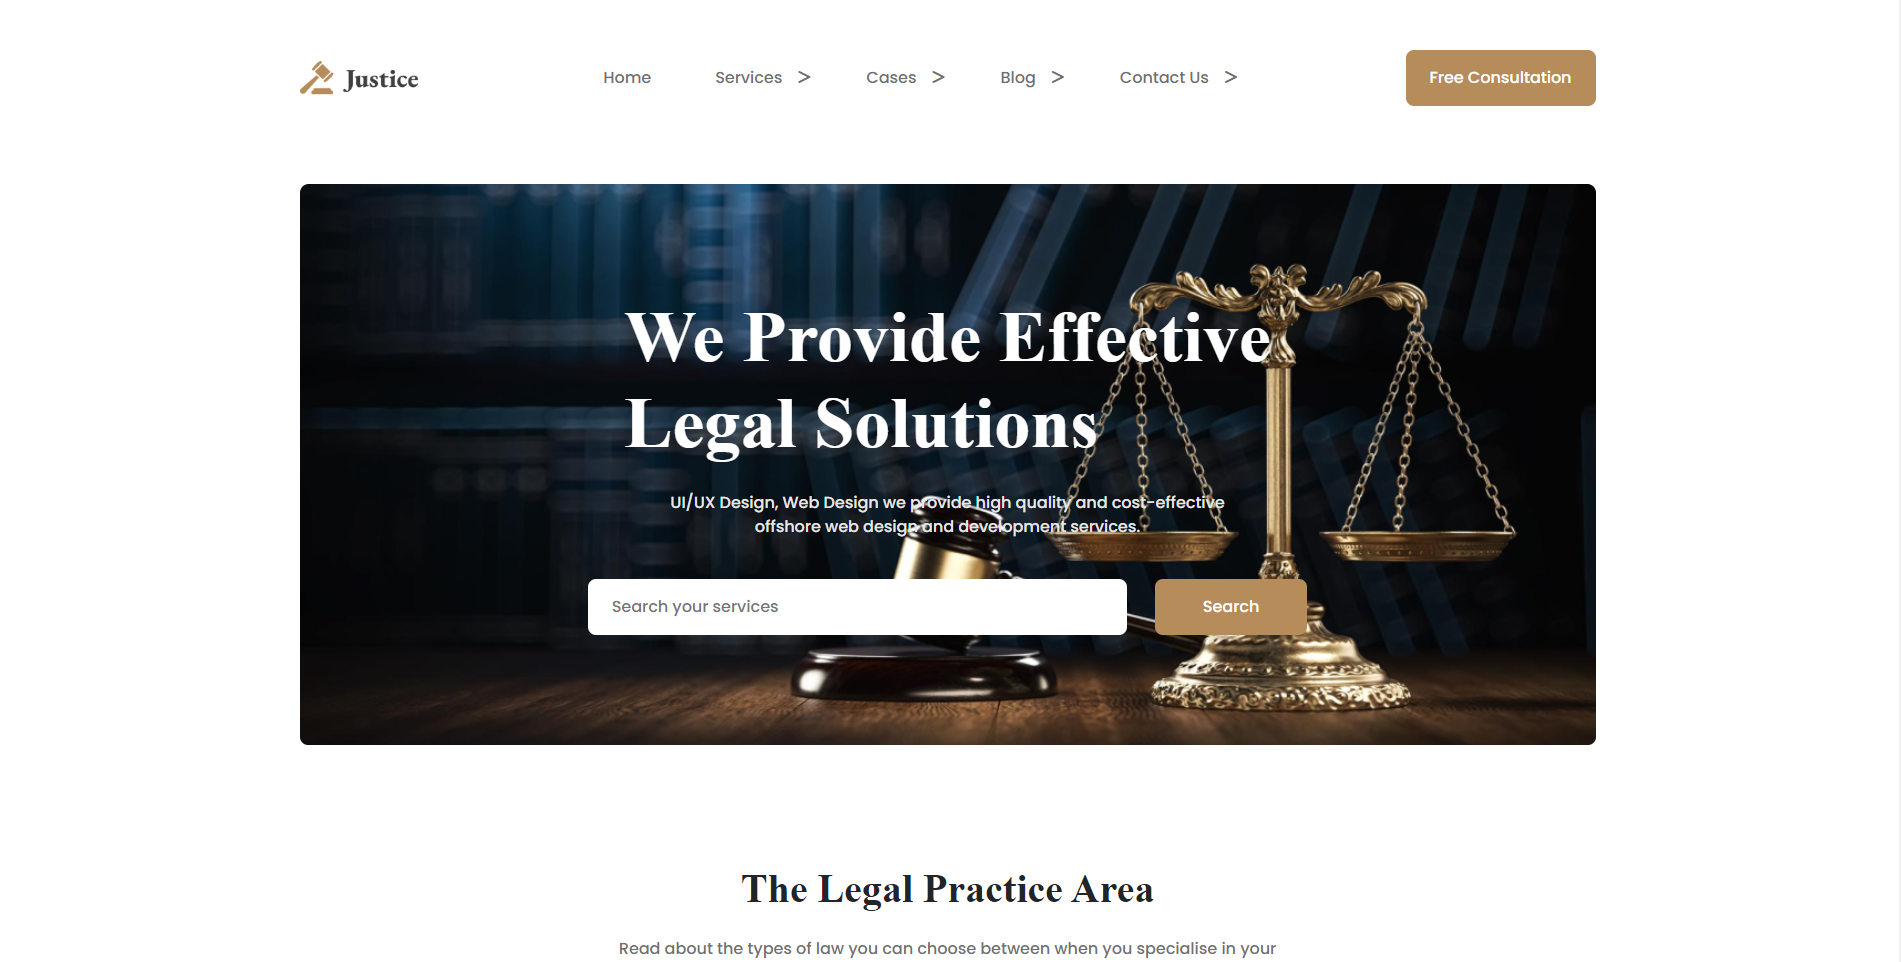 Justice
Home
Services >
Cases >
Blog >
Contact Us >
Free Consultation
We Provide Effective
Legal Solutions
UI/UX Design, Web Design we provide high quality and cost-effective
offshore web design and development services.
Search your services
Search
The Legal Practice Area
Read about the types of law you can choose between when you specialise in your